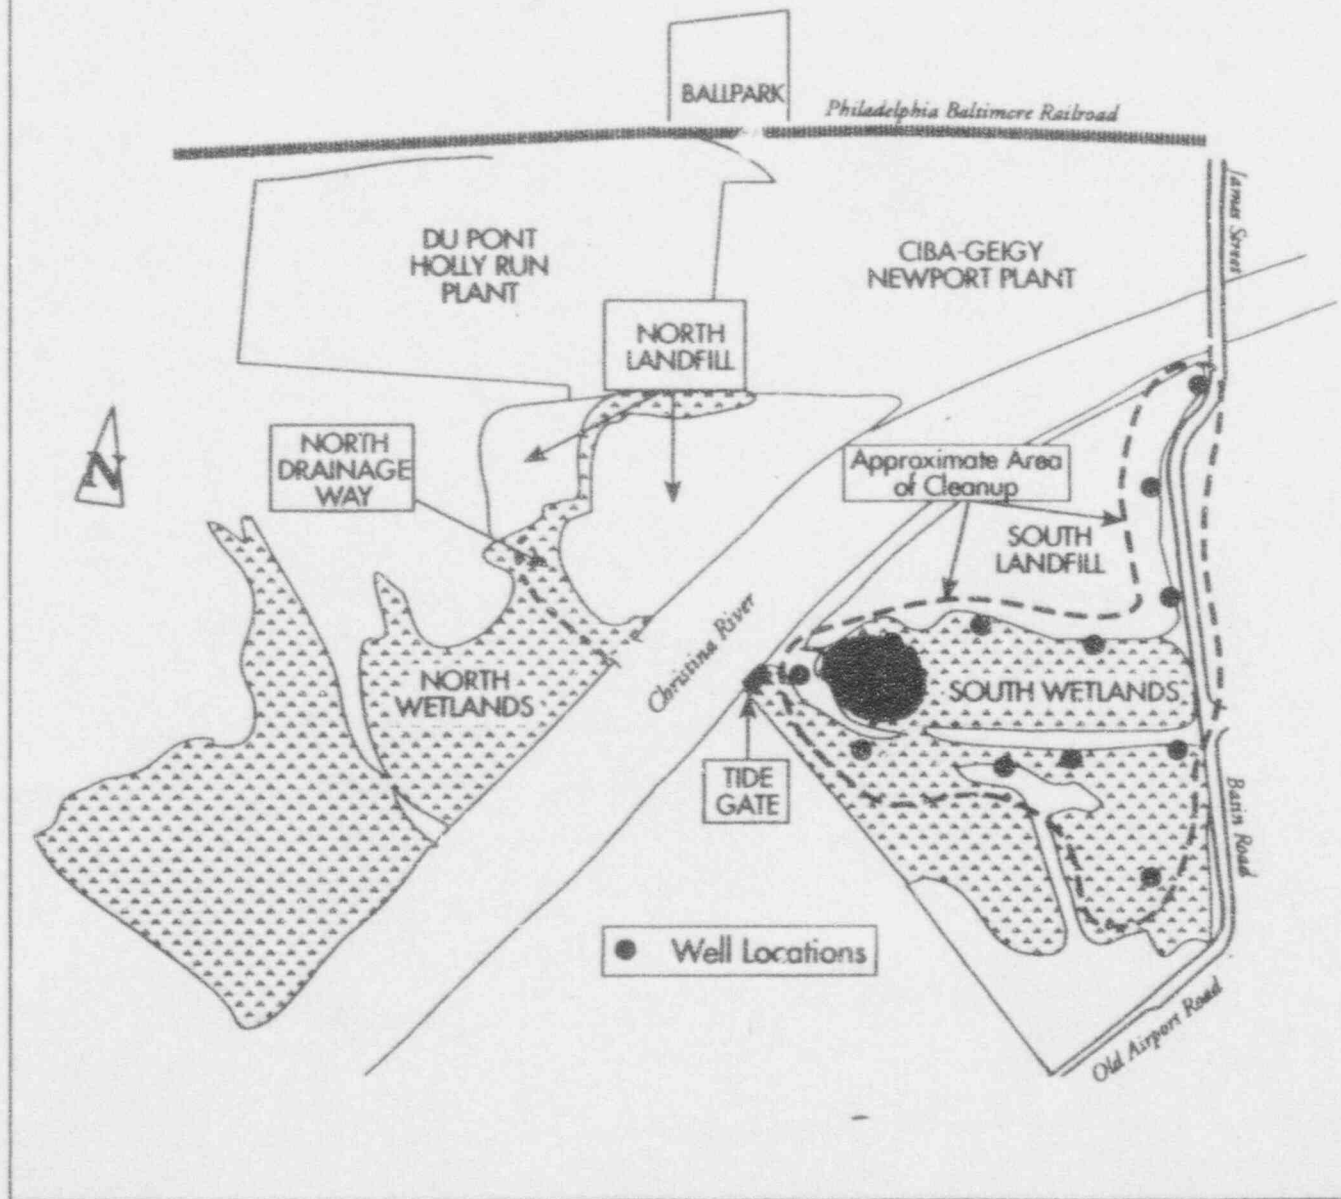 BALLPARK
Philadelphia Baltimore Railroad
James Street
DU PONT
HOLLY RUN
PLANT
CIBA-GEIGY
NEWPORT PLANT
NORTH
LANDFILL
N
NORTH
DRAINAGE
WAY
Approximate Area
of Cleanup
SOUTH
LANDFILL
Christina River
NORTH
WETLANDS
SOUTH WETLANDS
TIDE
GATE
Basin Road
Well Locations
Old Airport Road